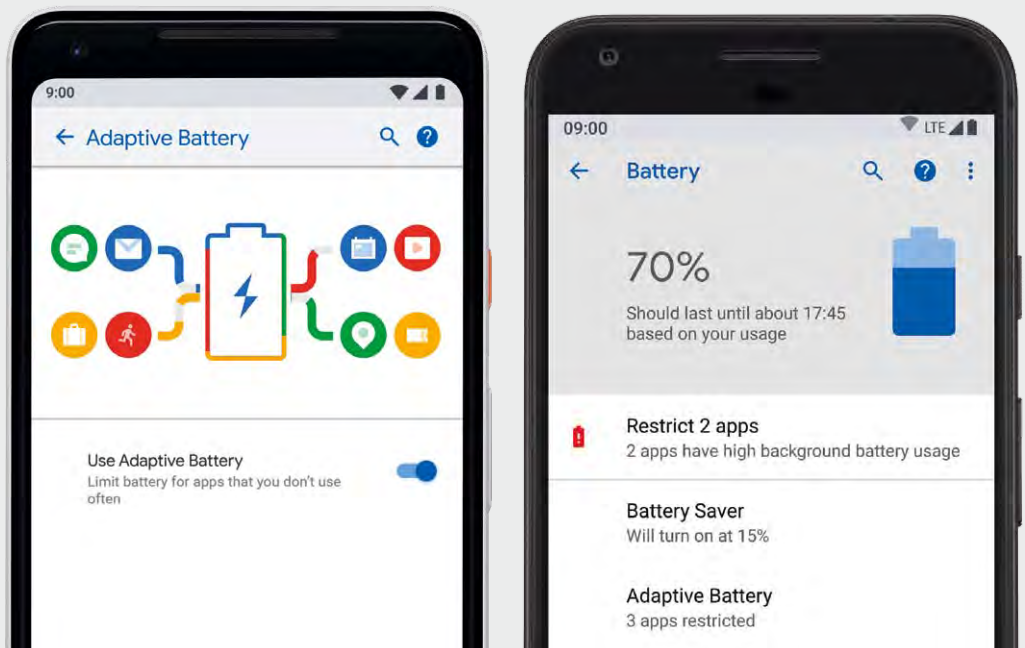 9:00
Adaptive Battery
?
Use Adaptive Battery
Limit battery for apps that you don't use
often
09:00
LTE
Battery
?
70%
Should last until about 17:45
based on your usage
Restrict 2 apps
2 apps have high background battery usage
Battery Saver
Will turn on at 15%
Adaptive Battery
3 apps restricted